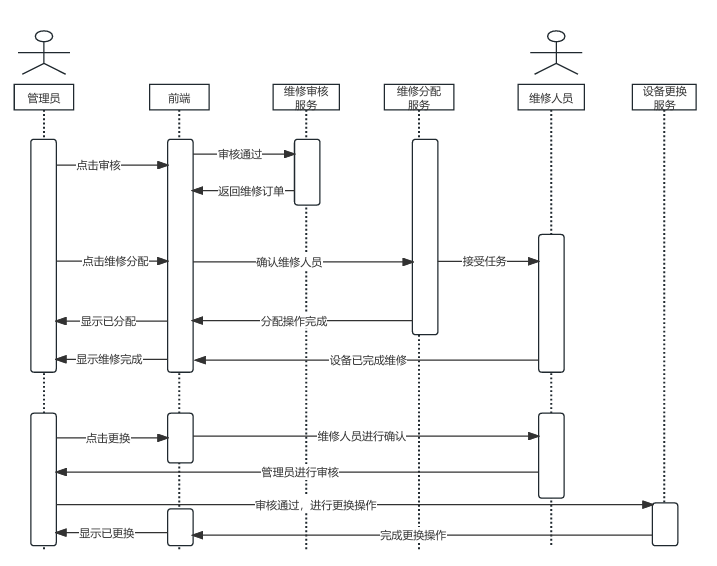 管理员
前端
维修审核
服务
维修分配
服务
维修人员
设备更换
服务
点击审核
审核通过
返回维修订单
点击维修分配
确认维修人员
接受任务
显示已分配
分配操作完成
显示维修完成
设备已完成维修
点击更换
维修人员进行确认
管理员进行审核
审核通过，进行更换操作
显示已更换
完成更换操作